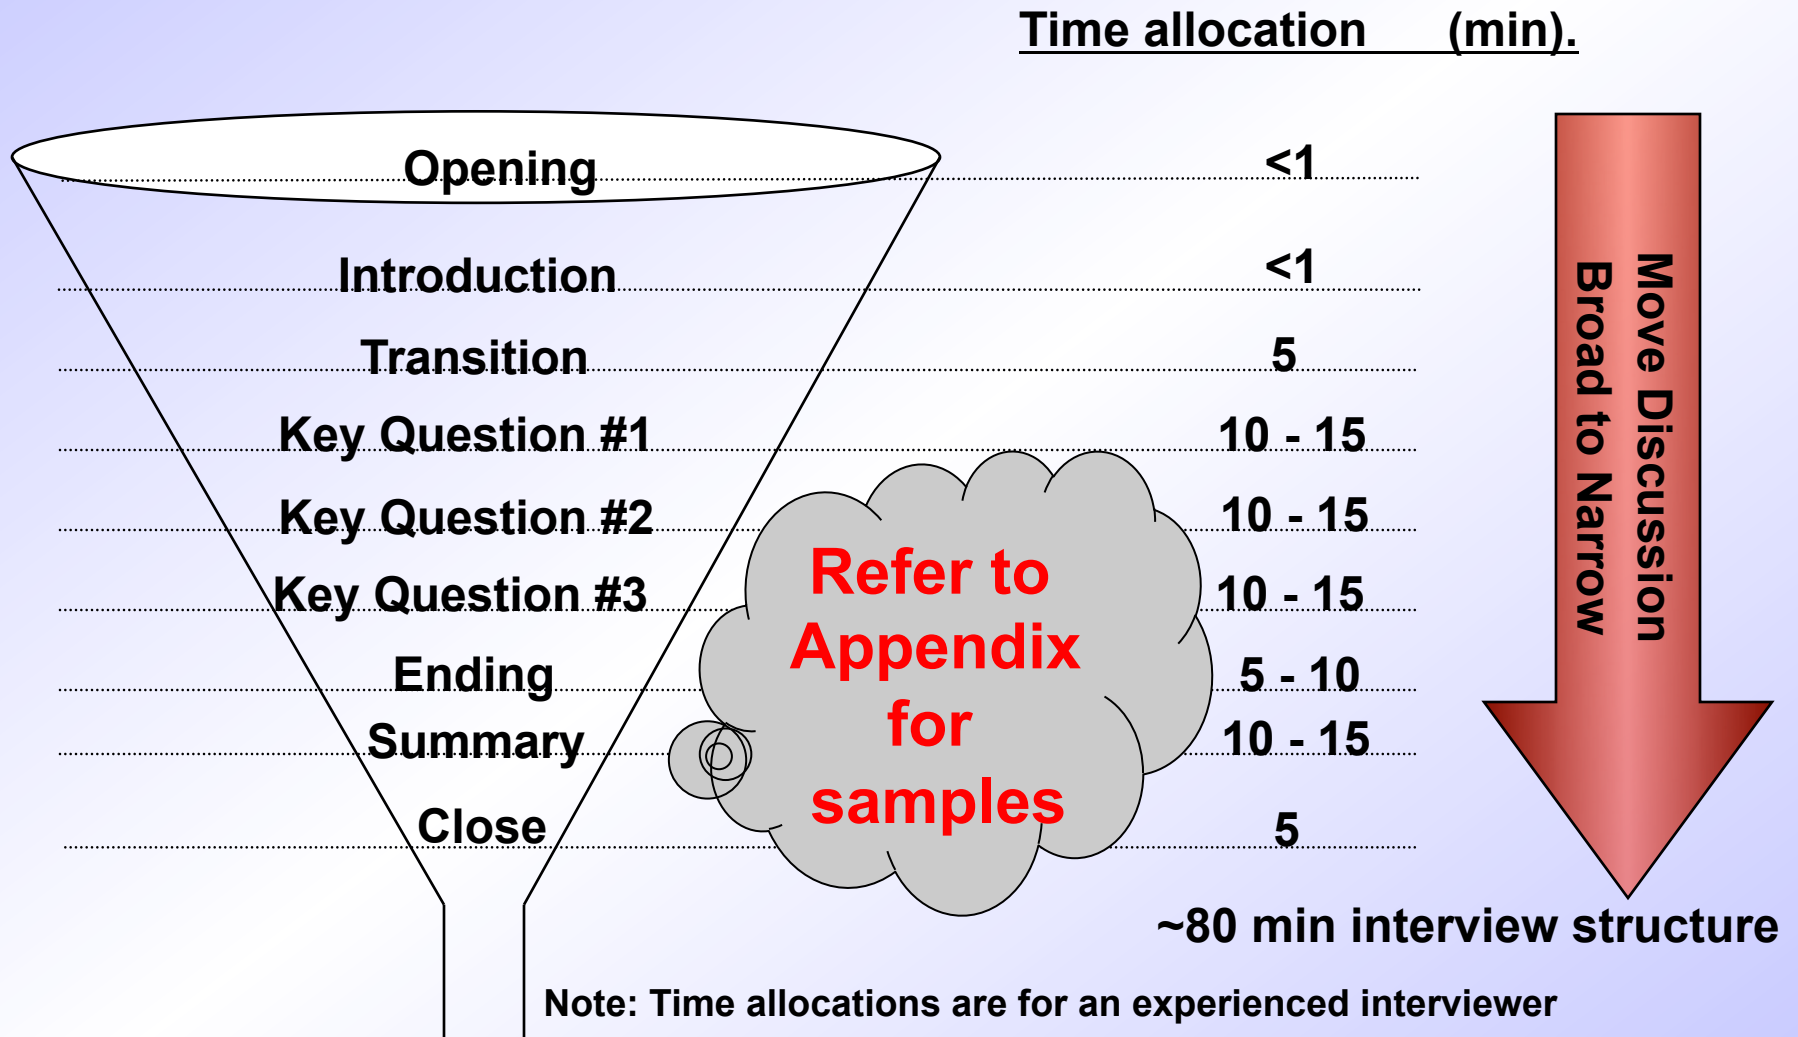 Time allocation (min).
Opening <1
Introduction <1
Transition 5
Key Question #1 10 - 15
Key Question #2 10 - 15
Key Question #3 10 - 15
Ending 5 - 10
Summary 10 - 15
Close 5
Refer to
Appendix
for
samples
Move Discussion
Broad to Narrow
~80 min interview structure
Note: Time allocations are for an experienced interviewer